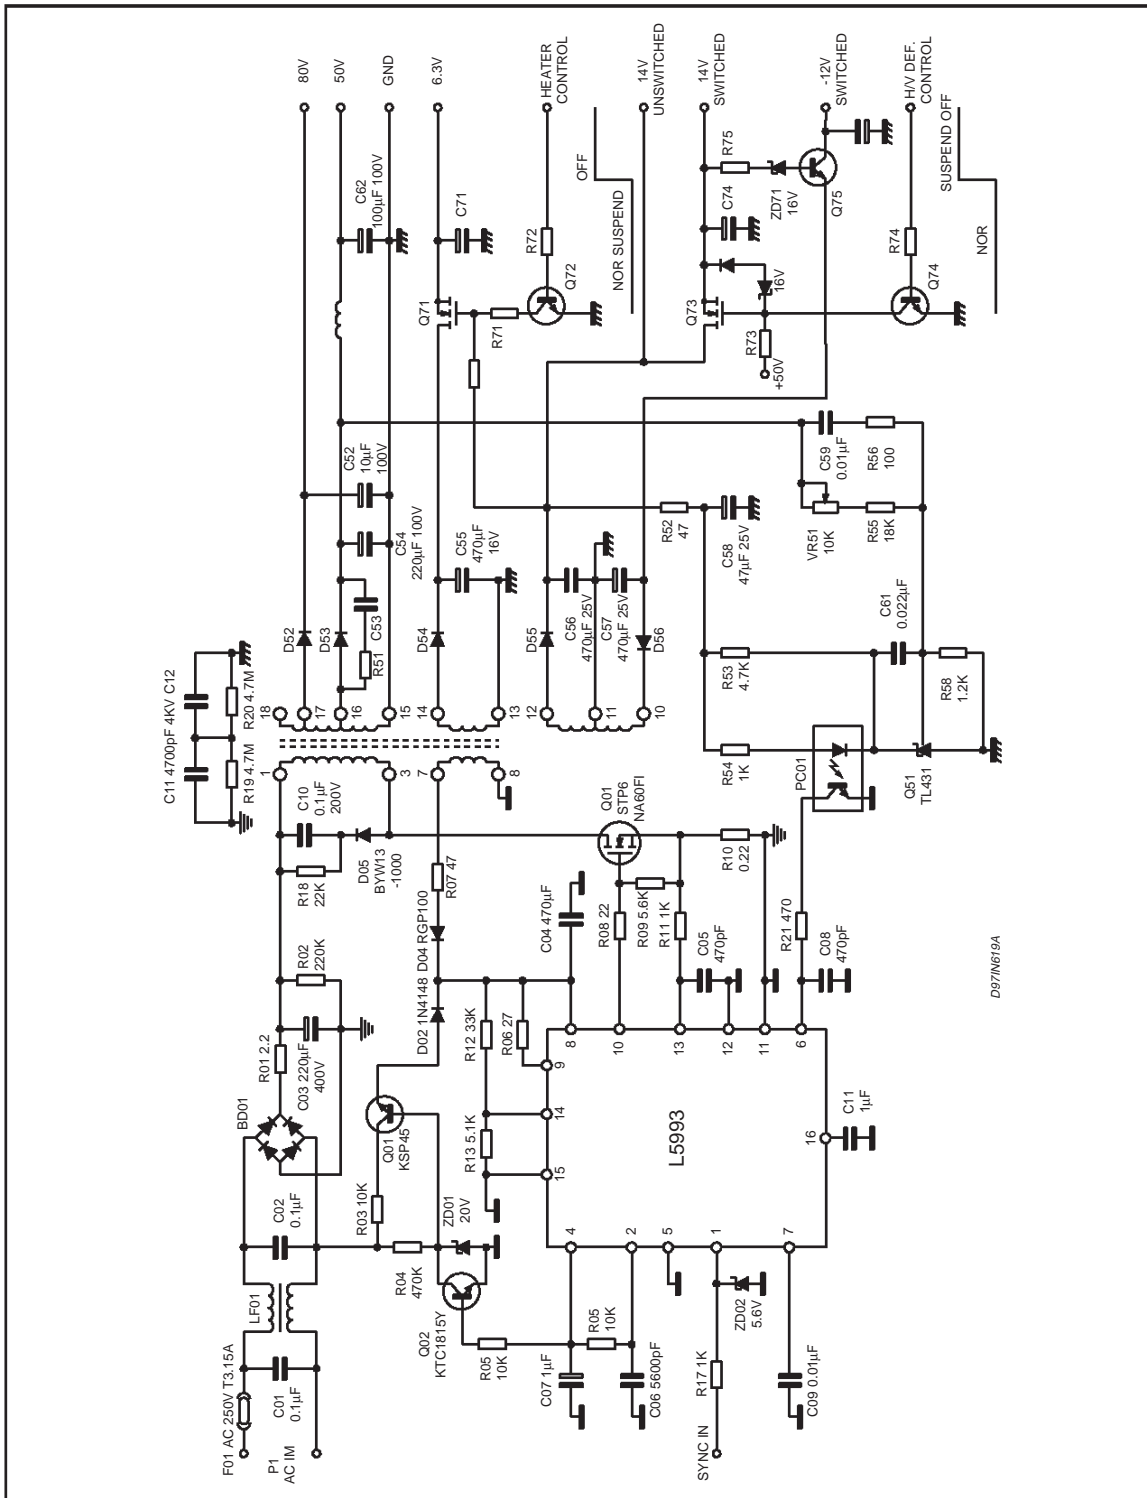 F01 AC 250V T3.15A
P1
AC IM
C01
0.1µF
LF01
C02
0.1µF
BD01
R01 2.2
C03 220µF
400V
R02
220K
R18
22K
C10
0.1µF
200V
D05
BYW13
-1000
C11 4700pF 4KV C12
R19 4.7M
R20 4.7M
1
3
7
8
18
17
16
15
14
13
12
11
10
D52
D53
R51
C53
C54
220µF 100V
C52
10µF
100V
C62
100µF 100V
80V
50V
GND
6.3V
HEATER
CONTROL
14V
UNSWITCHED
14V
SWITCHED
-12V
SWITCHED
H/V DEF.
CONTROL
D54
C55
470µF
16V
Q71
C71
R71
R72
Q72
OFF
NOR SUSPEND
D55
C56
470µF 25V
C57
470µF 25V
D56
Q73
R73
+50V
16V
C74
R75
ZD71
16V
Q75
R74
Q74
SUSPEND OFF
NOR
R52
47
C58
47µF 25V
R53
4.7K
R54
1K
PC01
Q51
TL431
C61
0.022µF
R58
1.2K
VR51
10K
R55
18K
C59
0.01µF
R56
100
R03 10K
Q01
KSP45
R04
470K
ZD01
20V
Q02
KTC1815Y
R05
10K
D02 1N4148
D04 RGP100
R07 47
R12 33K
R06 27
R13 5.1K
C04 470µF
Q01
STP6
NA60FI
R08 22
R09 5.6K
R10
0.22
R11 1K
C05
470pF
R21 470
C08
470pF
L5993
15
14
9
8
10
13
12
11
6
16
4
2
5
1
7
C11
1µF
C07 1µF
R05
10K
C06 5600pF
SYNC IN
R17 1K
ZD02
5.6V
C09 0.01µF
D97IN619A